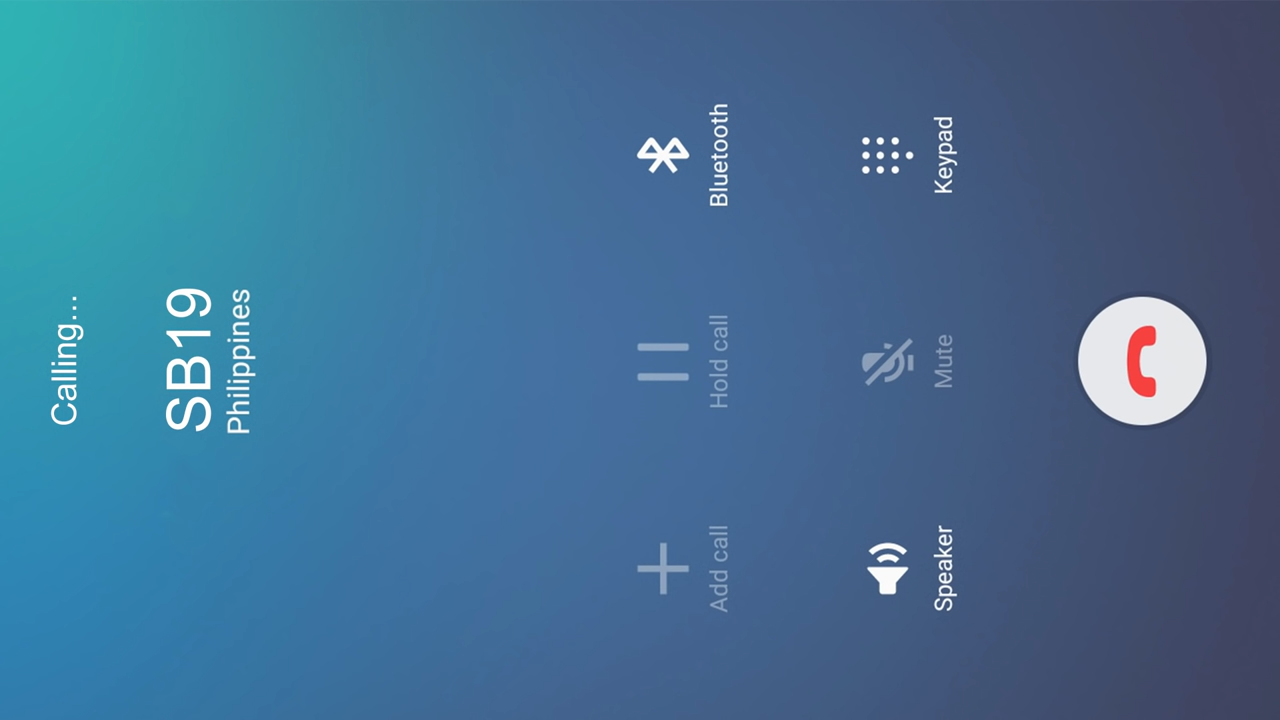 Calling...
SB19
Philippines
Add call
Hold call
Bluetooth
Speaker
Mute
Keypad